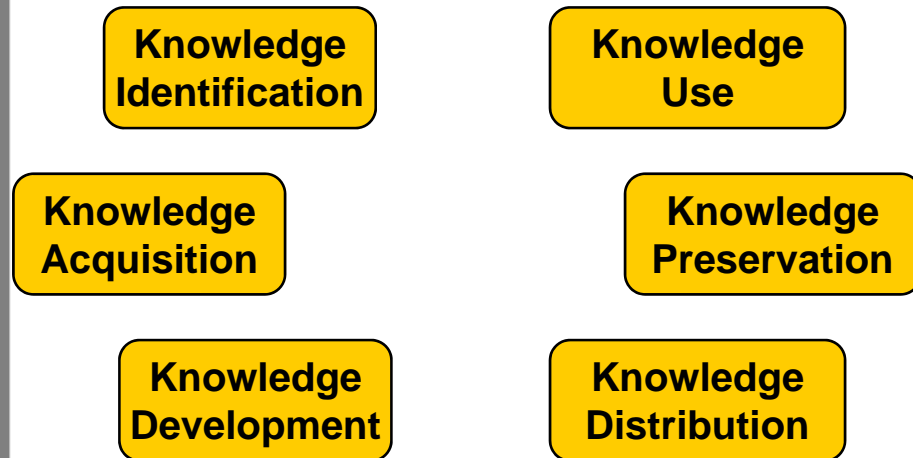 Knowledge
Identification
Knowledge
Use
Knowledge
Acquisition
Knowledge
Preservation
Knowledge
Development
Knowledge
Distribution